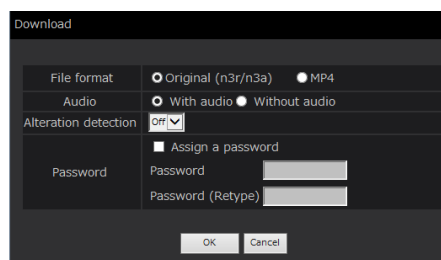 Download
File format Original (n3r/n3a) MP4
Audio With audio Without audio
Alteration detection Off
Assign a password
Password Password
Password (Retype)
OK Cancel